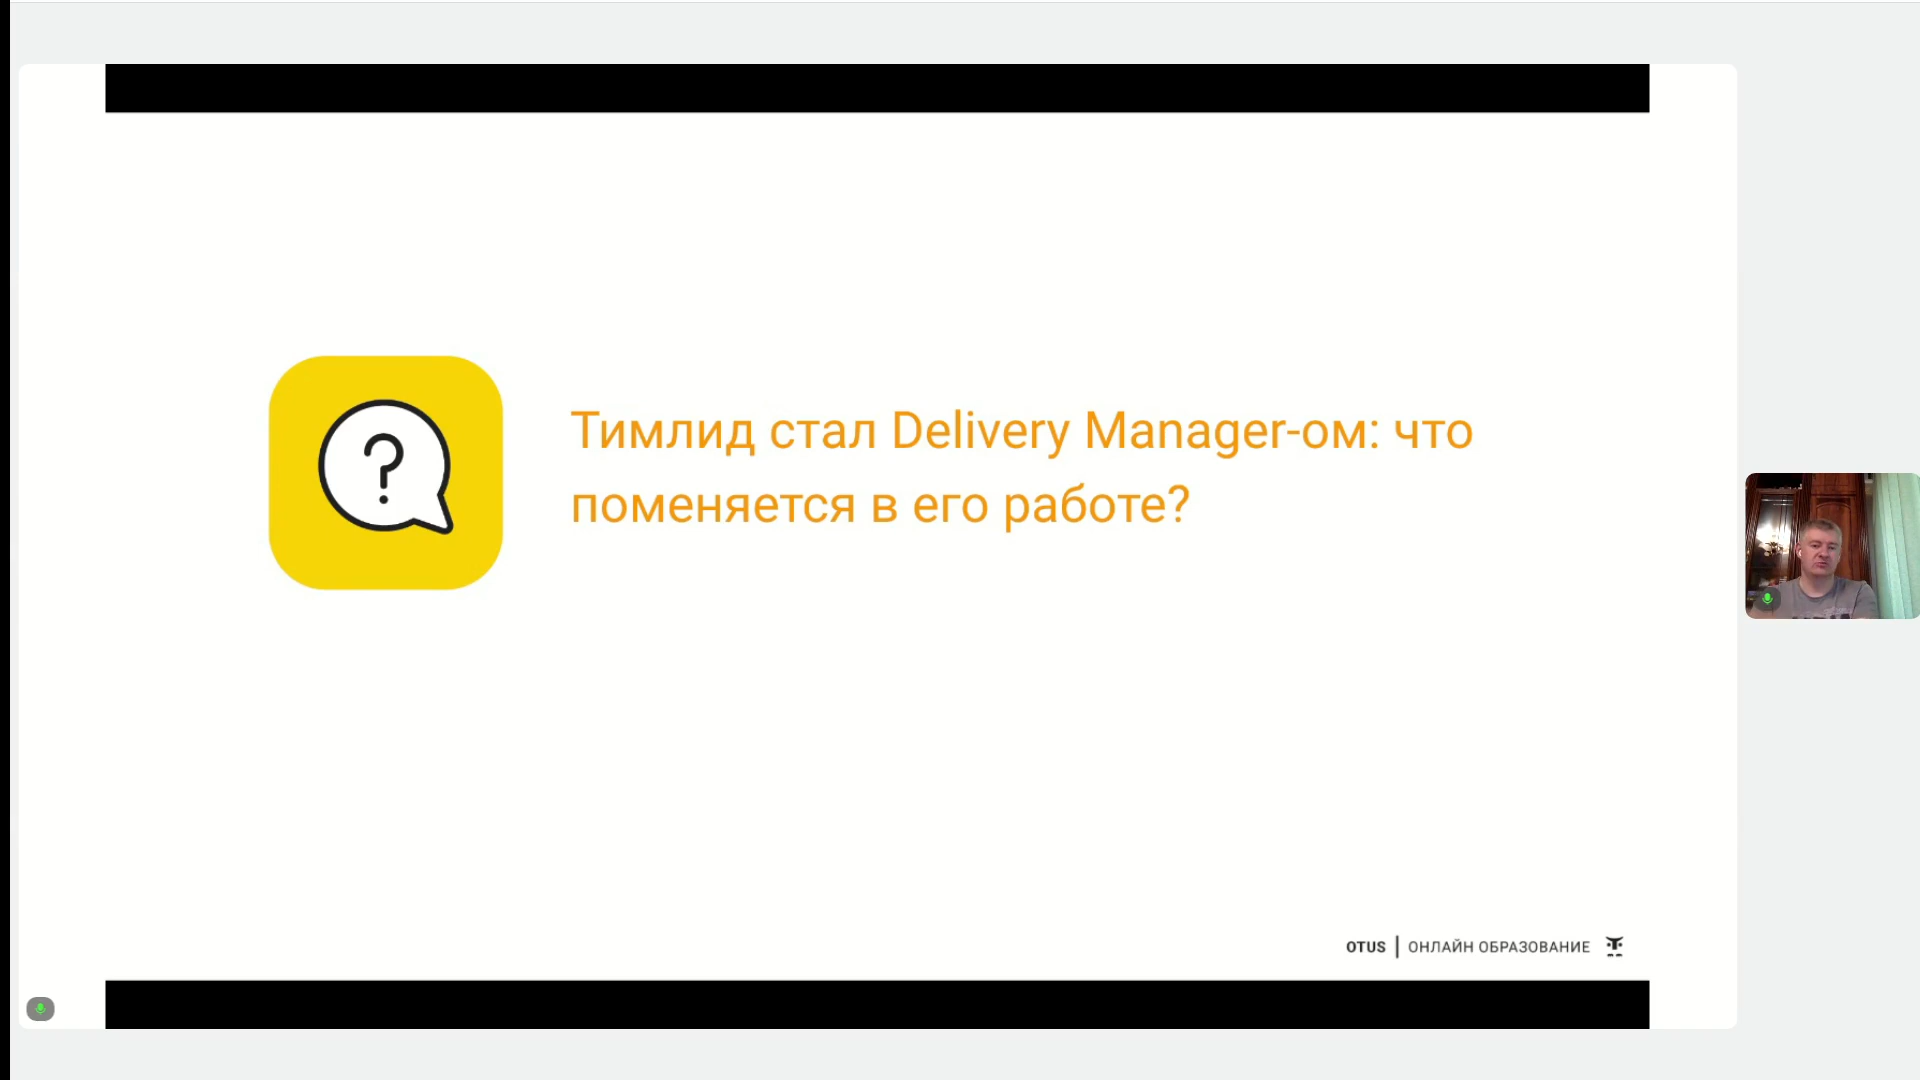 Тимлид стал Delivery Manager-ом: что
поменяется в его работе?
OTUS | ОНЛАЙН ОБРАЗОВАНИЕ